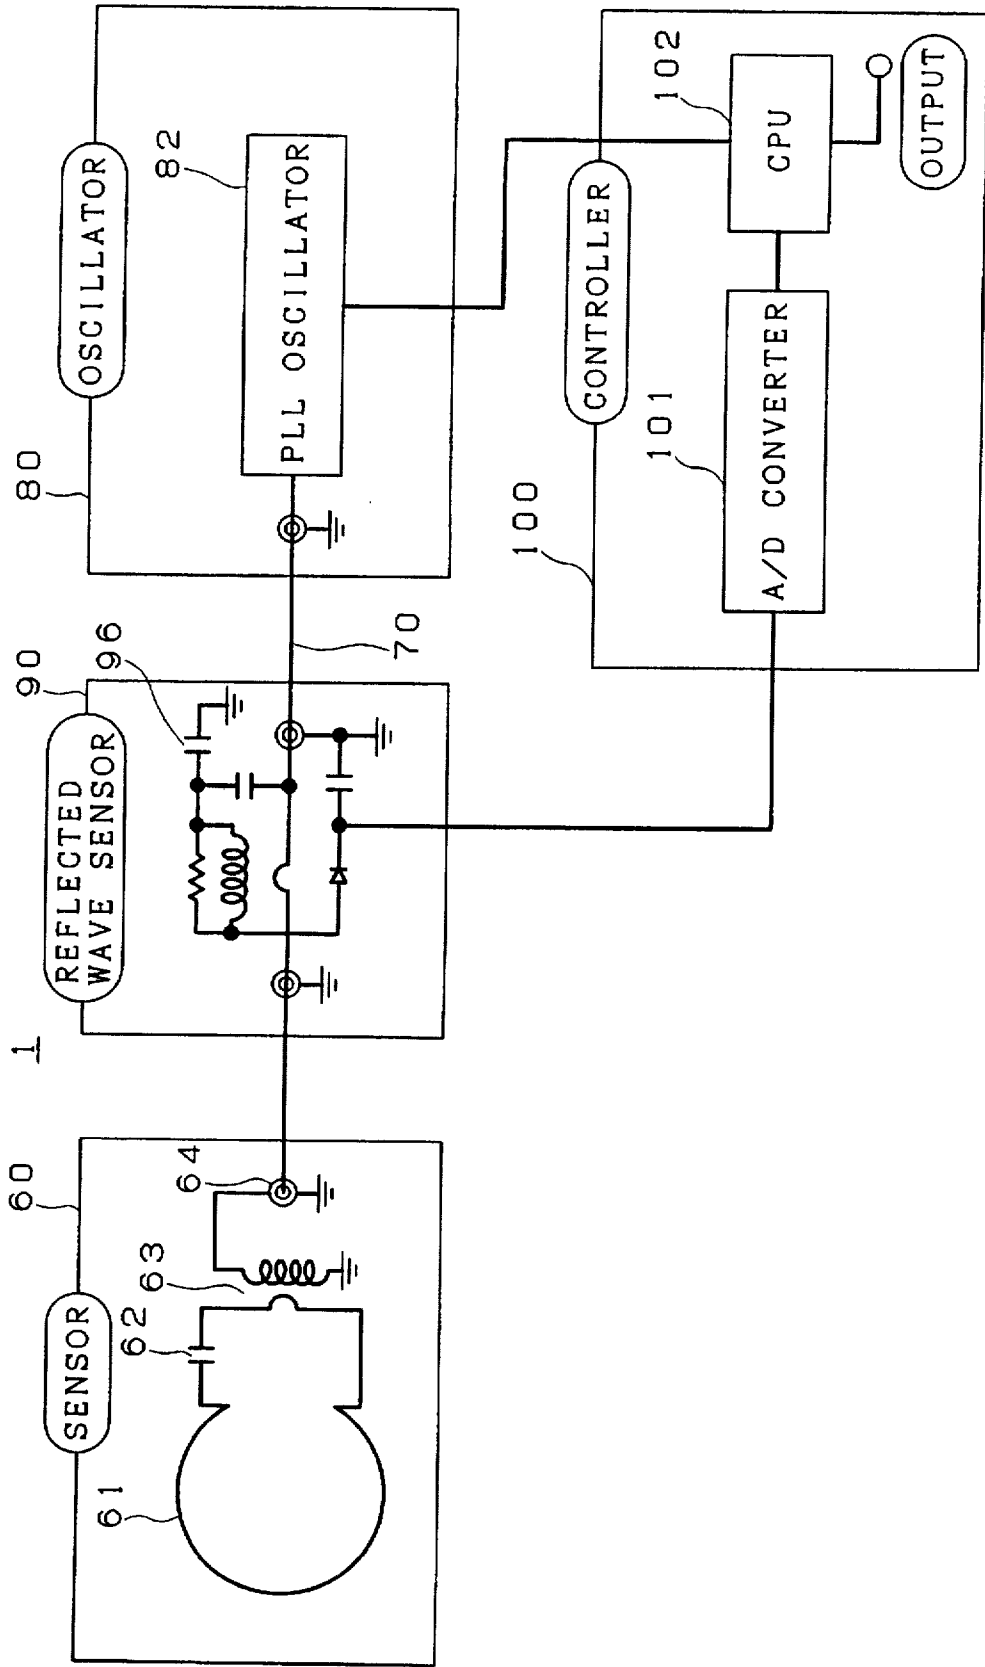 1
60
SENSOR
61
62
63
64
90
REFLECTED
WAVE SENSOR
96
70
80
OSCILLATOR
82
PLL OSCILLATOR
100
CONTROLLER
101
A/D CONVERTER
102
CPU
OUTPUT